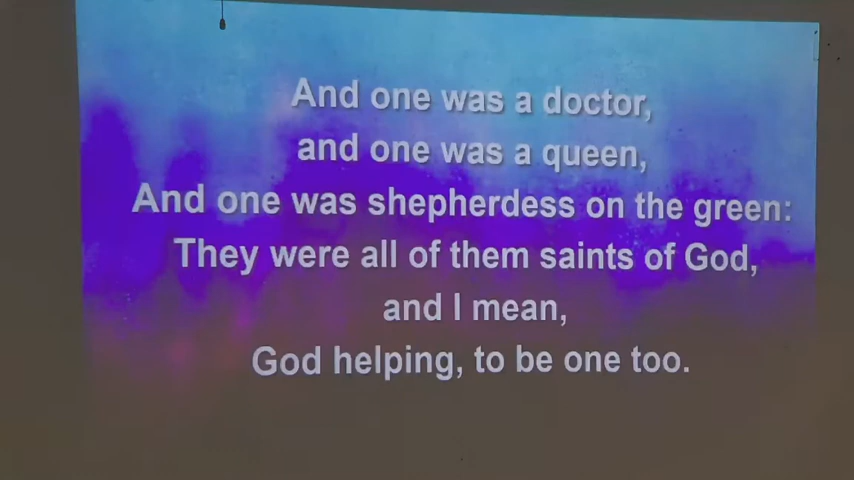 And one was a doctor,
and one was a queen,
And one was shepherdess on the green:
They were all of them saints of God,
and I mean,
God helping, to be one too.